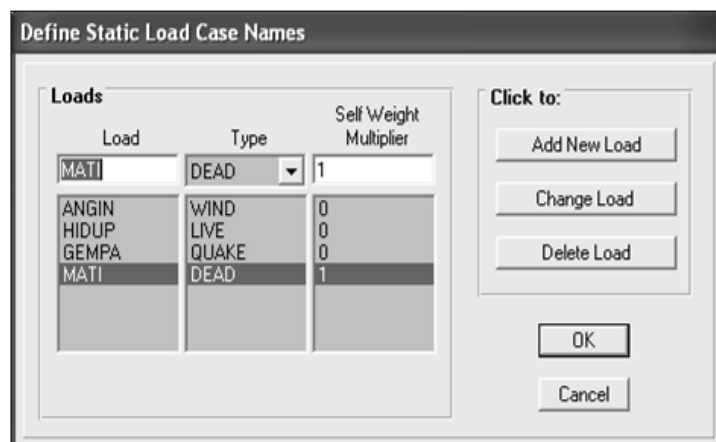 Define Static Load Case Names
Loads
Load Type Self Weight Multiplier
MATI DEAD 1
ANGIN WIND 0
HIDUP LIVE 0
GEMPA QUAKE 0
MATI DEAD 1
Click to:
Add New Load
Change Load
Delete Load
OK
Cancel